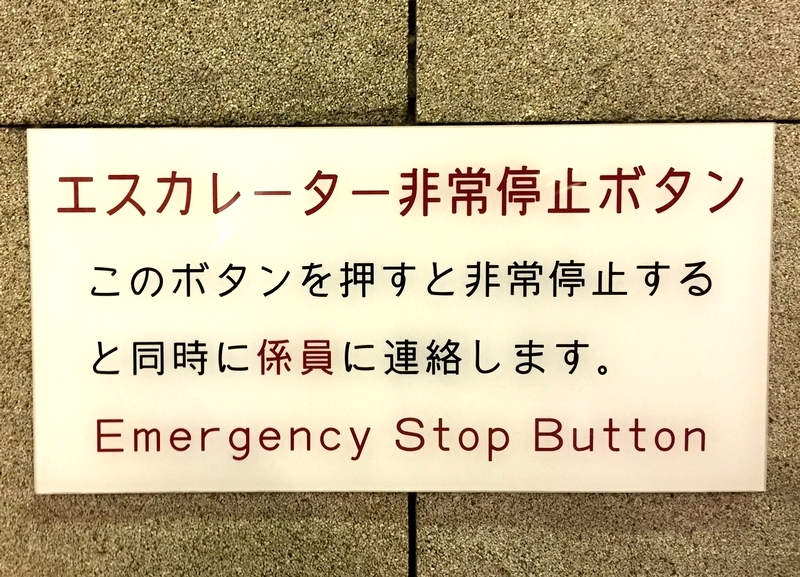 エスカレーター非常停止ボタン
このボタンを押すと非常停止する
と同時に係員に連絡します。
Emergency Stop Button